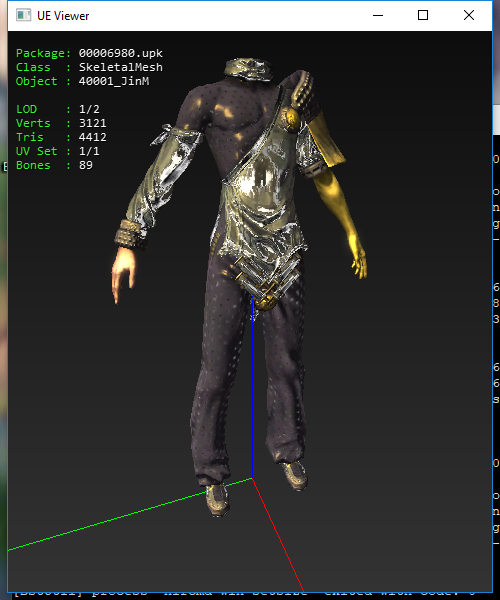 UE Viewer
Package: 00006980.upk
Class : SkeletalMesh
Object : 40001_JinM
LOD : 1/2
Verts : 3121
Tris : 4412
UV Set : 1/1
Bones : 89